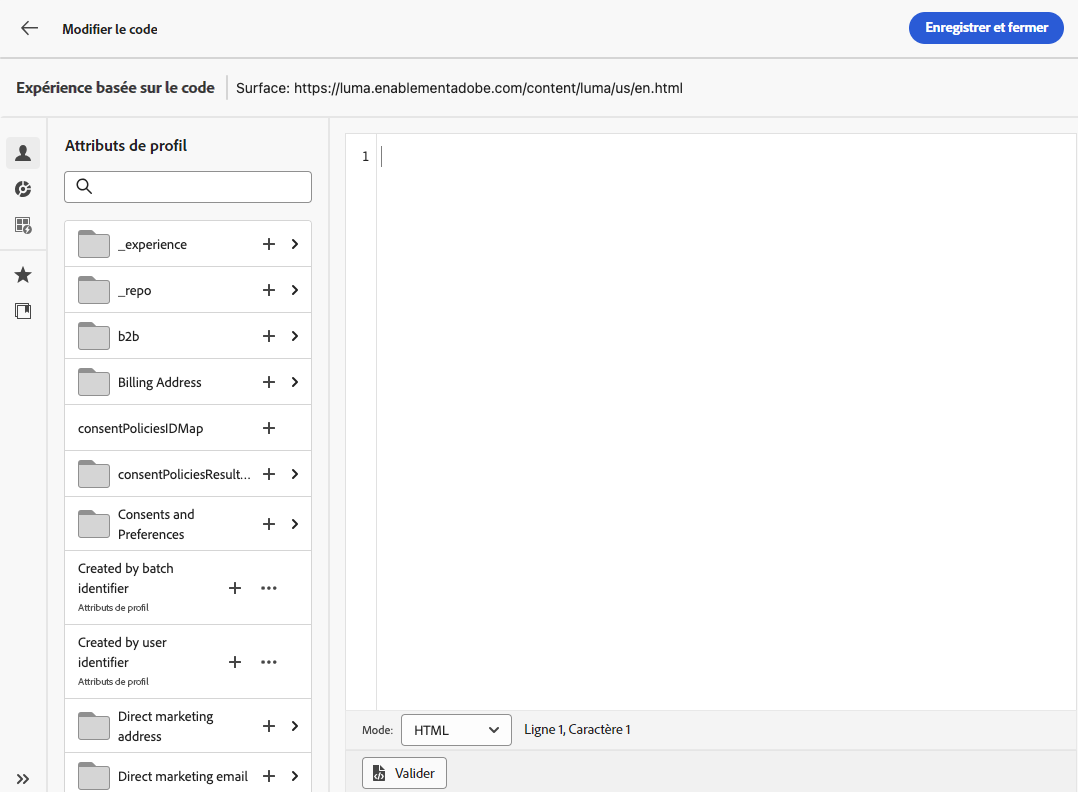 Modifier le code
Enregistrer et fermer
Expérience basée sur le code
Surface: https://luma.enablementadobe.com/content/luma/us/en.html
Attributs de profil
_experience
_repo
b2b
Billing Address
consentPoliciesIDMap
consentPoliciesResult...
Consents and
Preferences
Created by batch
identifier
Attributs de profil
Created by user
identifier
Attributs de profil
Direct marketing
address
Direct marketing email
1
Mode:
HTML
Ligne 1, Caractère 1
Valider